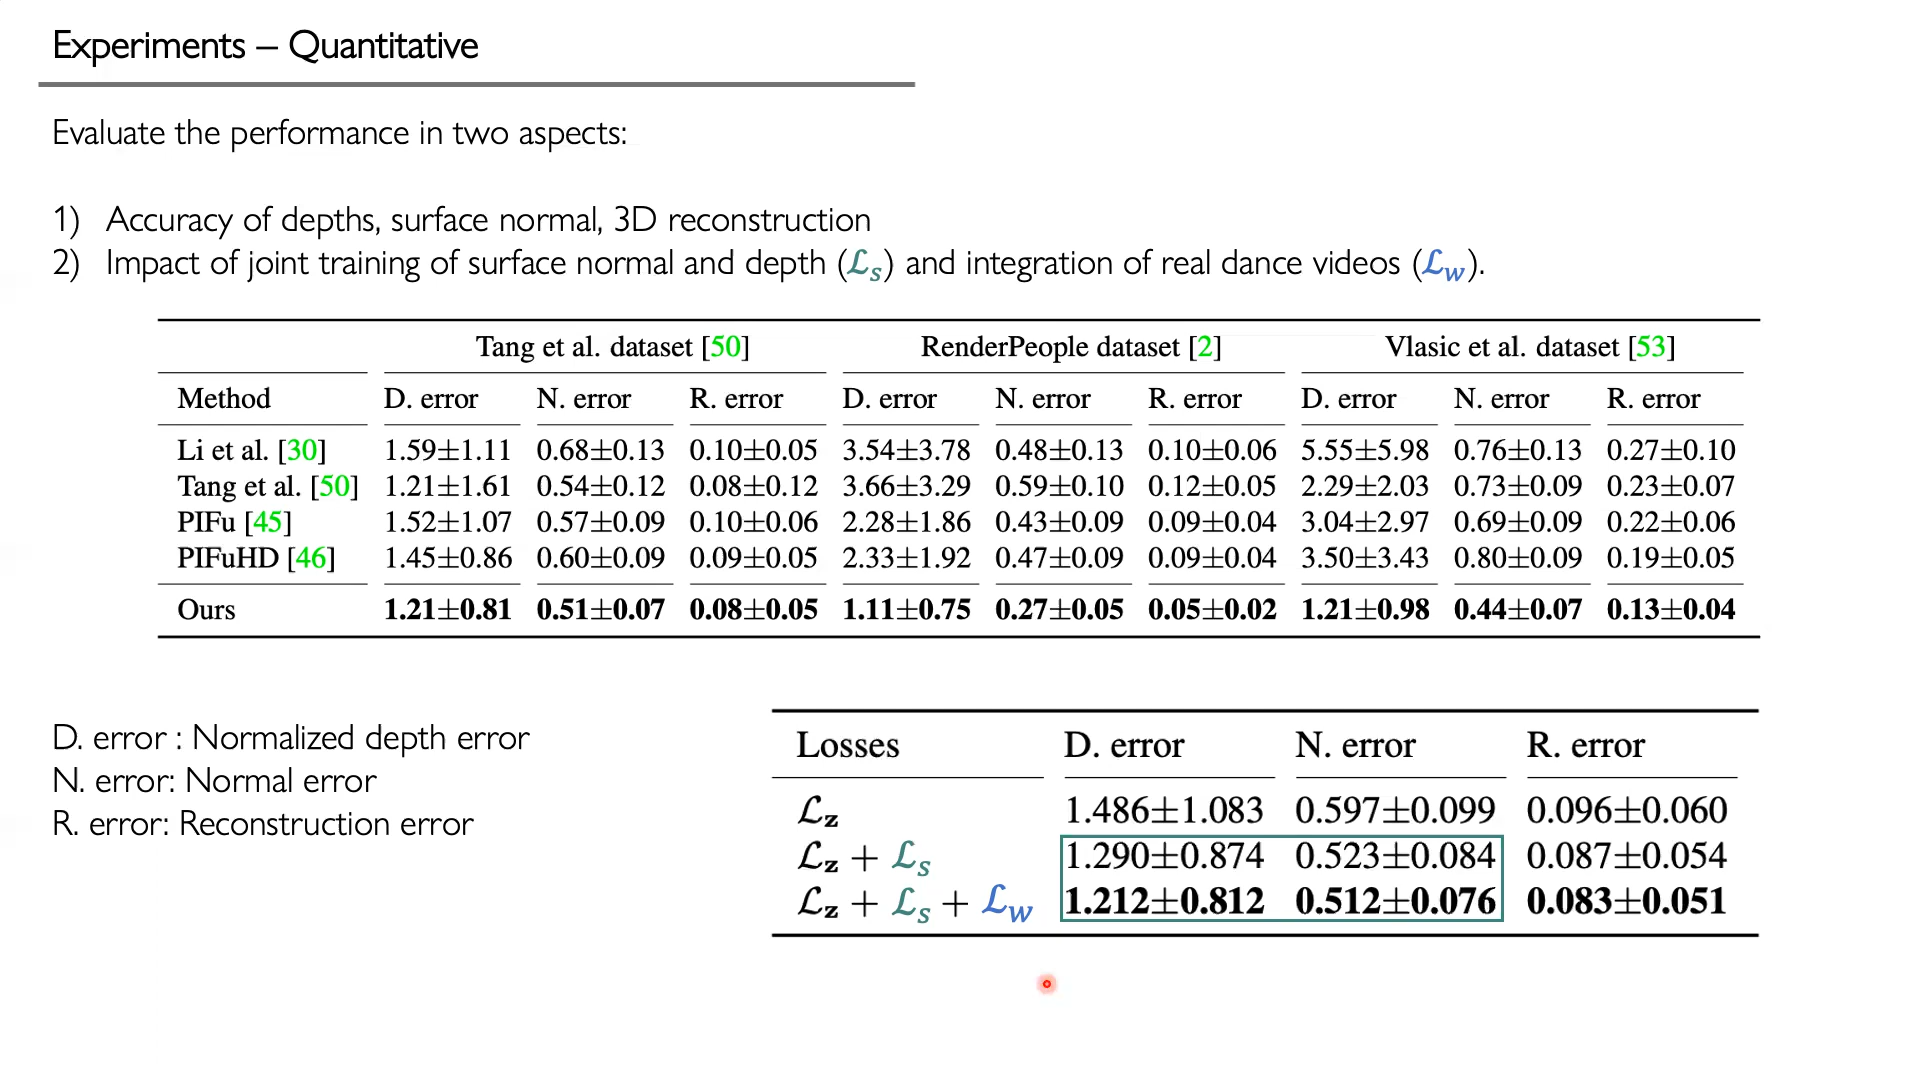 Experiments – Quantitative
Evaluate the performance in two aspects:
1) Accuracy of depths, surface normal, 3D reconstruction
2) Impact of joint training of surface normal and depth (ℒs) and integration of real dance videos (ℒw).
Tang et al. dataset [50] RenderPeople dataset [2] Vlasic et al. dataset [53]
Method D. error N. error R. error D. error N. error R. error D. error N. error R. error
Li et al. [30] 1.59±1.11 0.68±0.13 0.10±0.05 3.54±3.78 0.48±0.13 0.10±0.06 5.55±5.98 0.76±0.13 0.27±0.10
Tang et al. [50] 1.21±1.61 0.54±0.12 0.08±0.12 3.66±3.29 0.59±0.10 0.12±0.05 2.29±2.03 0.73±0.09 0.23±0.07
PIFu [45] 1.52±1.07 0.57±0.09 0.10±0.06 2.28±1.86 0.43±0.09 0.09±0.04 3.04±2.97 0.69±0.09 0.22±0.06
PIFuHD [46] 1.45±0.86 0.60±0.09 0.09±0.05 2.33±1.92 0.47±0.09 0.09±0.04 3.50±3.43 0.80±0.09 0.19±0.05
Ours 1.21±0.81 0.51±0.07 0.08±0.05 1.11±0.75 0.27±0.05 0.05±0.02 1.21±0.98 0.44±0.07 0.13±0.04
D. error : Normalized depth error
N. error: Normal error
R. error: Reconstruction error
Losses D. error N. error R. error
ℒz 1.486±1.083 0.597±0.099 0.096±0.060
ℒz + ℒs 1.290±0.874 0.523±0.084 0.087±0.054
ℒz + ℒs + ℒw 1.212±0.812 0.512±0.076 0.083±0.051